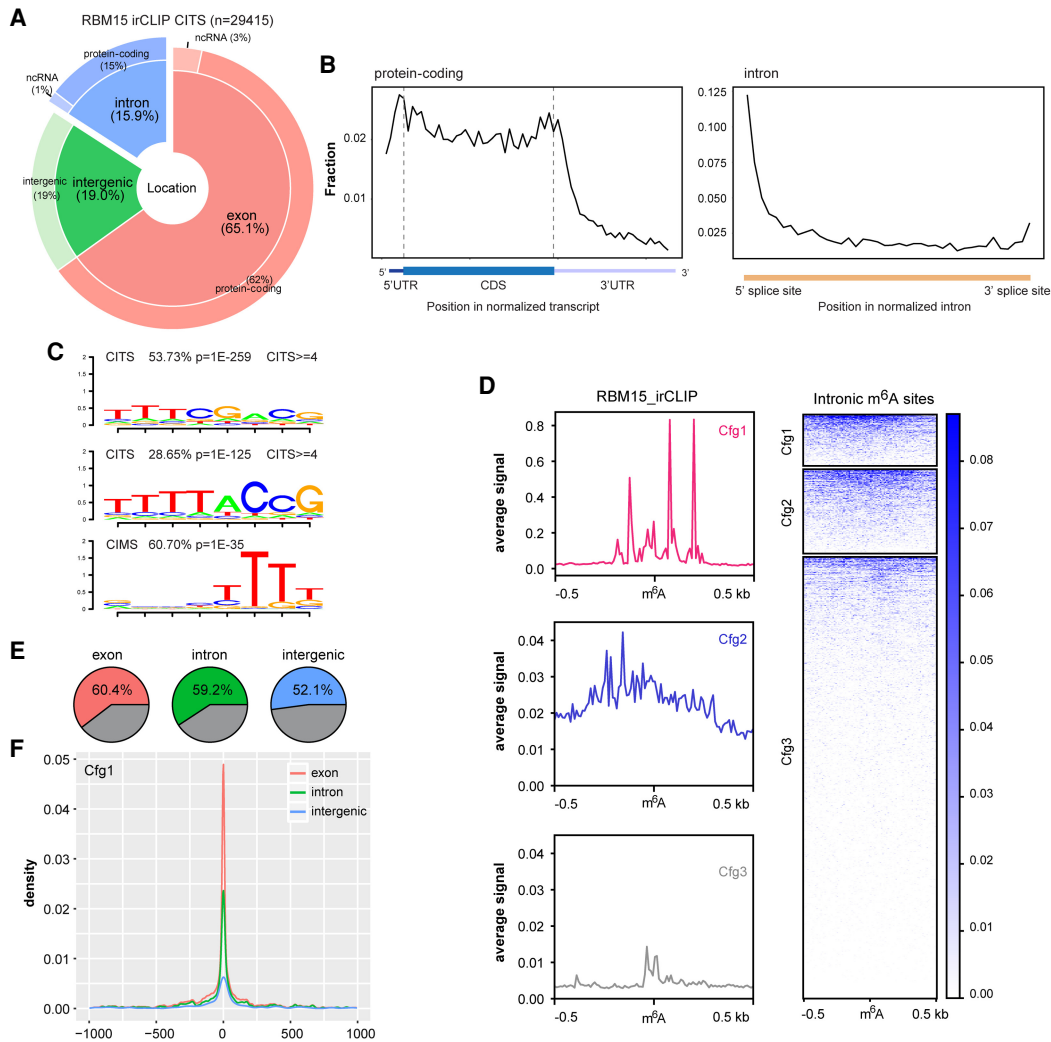 A
RBM15 irCLIP CITS (n=29415)
ncRNA (3%)
protein-coding
(15%)
ncRNA
(1%)
intron
(15.9%)
intergenic
(19%)
intergenic
(19.0%)
Location
exon
(65.1%)
(62%)
protein-coding
B
protein-coding
Fraction
0.02
0.01
5'
3'
5'UTR
CDS
3'UTR
Position in normalized transcript
intron
0.125
0.100
0.075
0.050
0.025
5' splice site
3' splice site
Position in normalized intron
C
CITS 53.73% p=1E-259 CITS>=4
2
1.5
1
0.5
0
TTTCGACG
CITS 28.65% p=1E-125 CITS>=4
2
1.5
1
0.5
0
TTTTACCG
CIMS 60.70% p=1E-35
2
1.5
1
0.5
0
TTTT
D
RBM15_irCLIP
Cfg1
average signal
0.8
0.6
0.4
0.2
0.0
-0.5
m6A
0.5 kb
Cfg2
average signal
0.04
0.03
0.02
0.01
0.00
-0.5
m6A
0.5 kb
Cfg3
average signal
0.04
0.03
0.02
0.01
0.00
-0.5
m6A
0.5 kb
Intronic m6A sites
Cfg1
Cfg2
Cfg3
-0.5
m6A
0.5 kb
0.08
0.07
0.06
0.05
0.04
0.03
0.02
0.01
0.00
E
exon
60.4%
intron
59.2%
intergenic
52.1%
F
Cfg1
exon
intron
intergenic
density
0.05
0.04
0.03
0.02
0.01
0.00
−1000
−500
0
500
1000